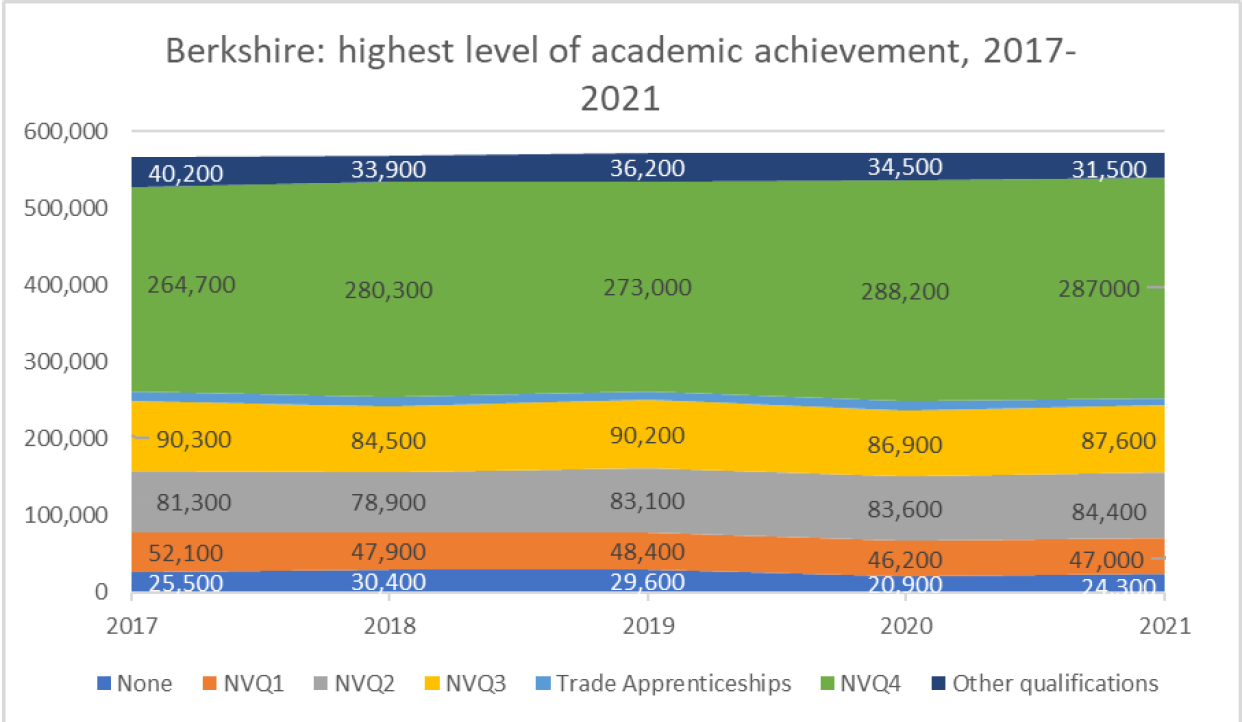 Berkshire: highest level of academic achievement, 2017-
2021
600,000
500,000
400,000
300,000
200,000
100,000
0
40,200 33,900 36,200 34,500 31,500
264,700 280,300 273,000 288,200 287000
90,300 84,500 90,200 86,900 87,600
81,300 78,900 83,100 83,600 84,400
52,100 47,900 48,400 46,200 47,000
25,500 30,400 29,600 20,900 24,300
2017 2018 2019 2020 2021
None NVQ1 NVQ2 NVQ3 Trade Apprenticeships NVQ4 Other qualifications